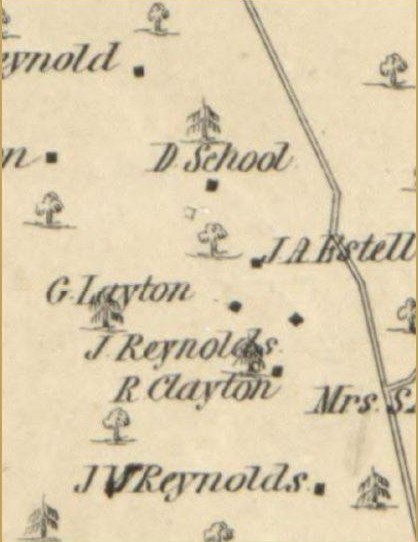 eynold
n
D School
J. A Estell
G. Layton
J. Reynolds.
R Clayton
Mrs. S.
J W Reynolds.